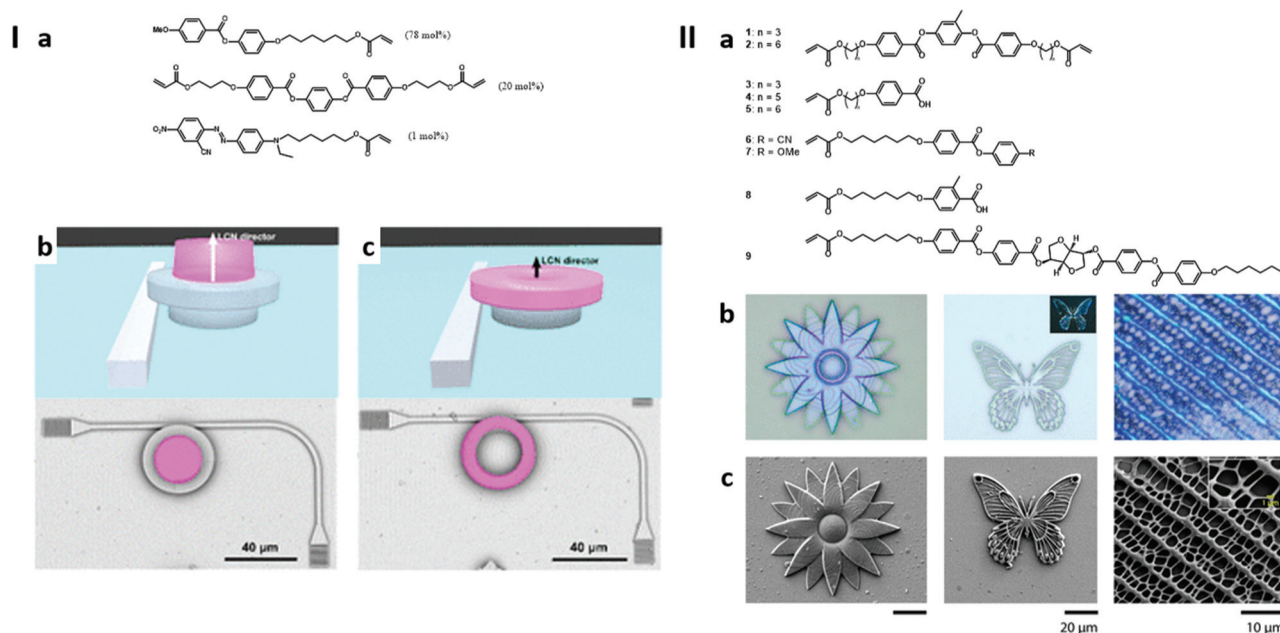 I a
MeO
O
O
O
O
O
(78 mol%)
O
O
O
O
O
O
O
O
O
O
(20 mol%)
O₂N
N
N
CN
N
O
O
(1 mol%)
b
LCN director
c
LCN director
40 μm
40 μm
II a
1: n = 3
2: n = 6
O
O
n
O
O
O
O
O
O
n
O
O
3: n = 3
4: n = 5
5: n = 6
O
O
n
O
O
OH
6: R = CN
7: R = OMe
O
O
O
O
O
R
8
O
O
O
O
OH
9
O
O
O
O
O
O
O
O
H
O
H
O
O
O
O
O
O
b
c
1 μm
20 μm
10 μm